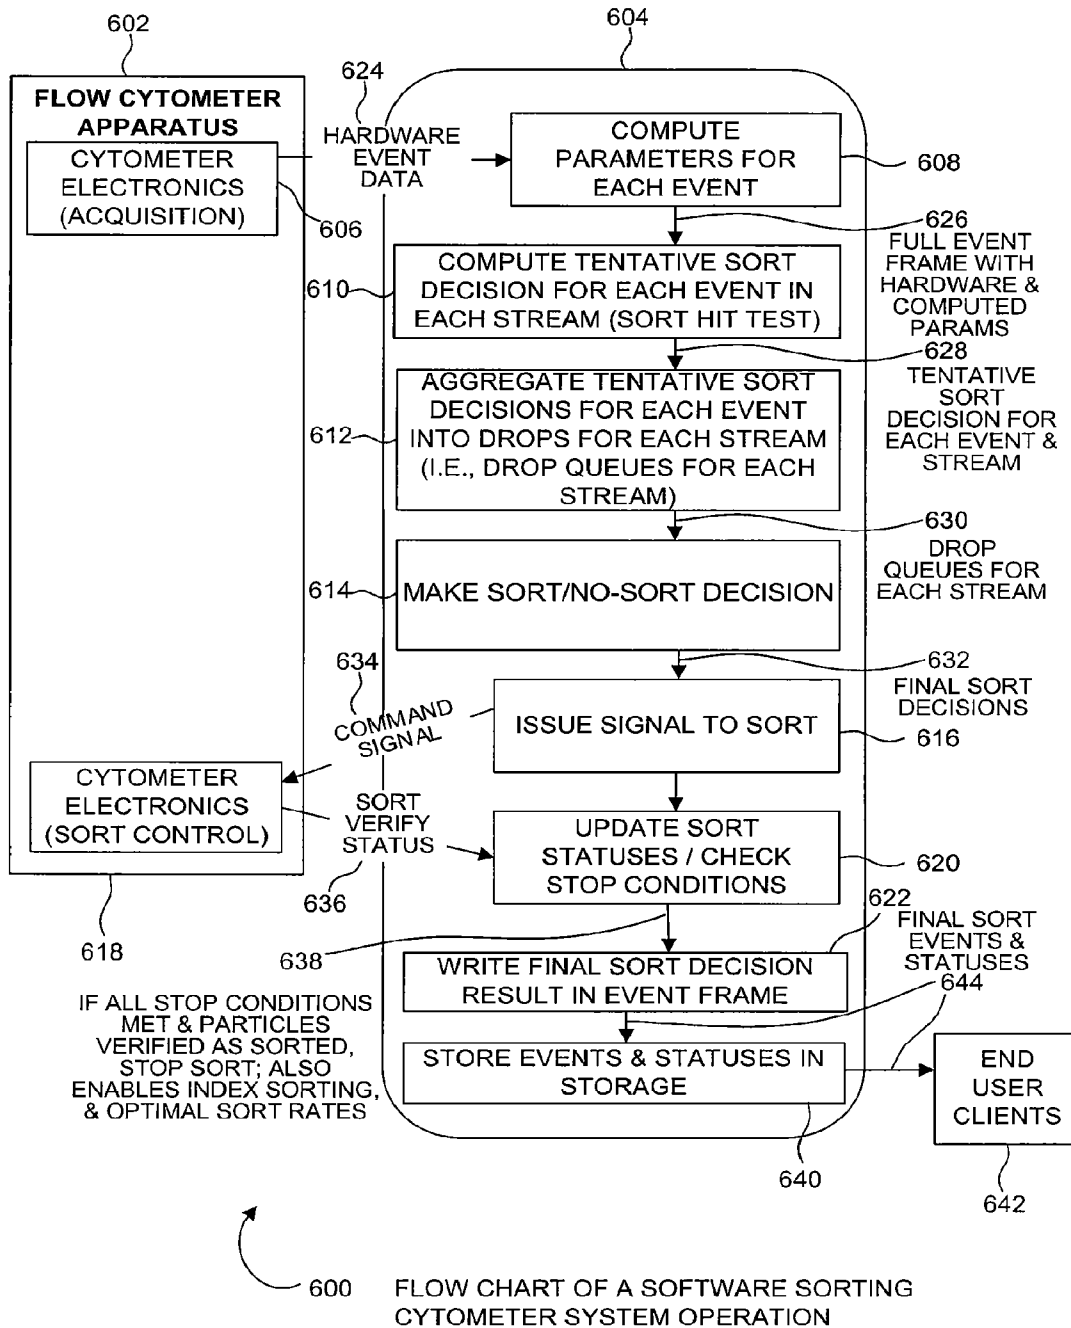 602
604
FLOW CYTOMETER
APPARATUS
CYTOMETER
ELECTRONICS
(ACQUISITION)
606
624
HARDWARE
EVENT
DATA
COMPUTE
PARAMETERS FOR
EACH EVENT
608
626
FULL EVENT
FRAME WITH
HARDWARE &
COMPUTED
PARAMS
610
COMPUTE TENTATIVE SORT
DECISION FOR EACH EVENT IN
EACH STREAM (SORT HIT TEST)
628
TENTATIVE
SORT
DECISION FOR
EACH EVENT &
STREAM
612
AGGREGATE TENTATIVE SORT
DECISIONS FOR EACH EVENT
INTO DROPS FOR EACH STREAM
(I.E., DROP QUEUES FOR EACH
STREAM)
630
DROP
QUEUES FOR
EACH STREAM
614
MAKE SORT/NO-SORT DECISION
632
FINAL SORT
DECISIONS
634
COMMAND
SIGNAL
ISSUE SIGNAL TO SORT
616
CYTOMETER
ELECTRONICS
(SORT CONTROL)
618
SORT
VERIFY
STATUS
636
UPDATE SORT
STATUSES / CHECK
STOP CONDITIONS
620
622
FINAL SORT
EVENTS &
STATUSES
638
WRITE FINAL SORT DECISION
RESULT IN EVENT FRAME
644
IF ALL STOP CONDITIONS
MET & PARTICLES
VERIFIED AS SORTED,
STOP SORT; ALSO
ENABLES INDEX SORTING,
& OPTIMAL SORT RATES
STORE EVENTS & STATUSES IN
STORAGE
640
END
USER
CLIENTS
642
600
FLOW CHART OF A SOFTWARE SORTING
CYTOMETER SYSTEM OPERATION